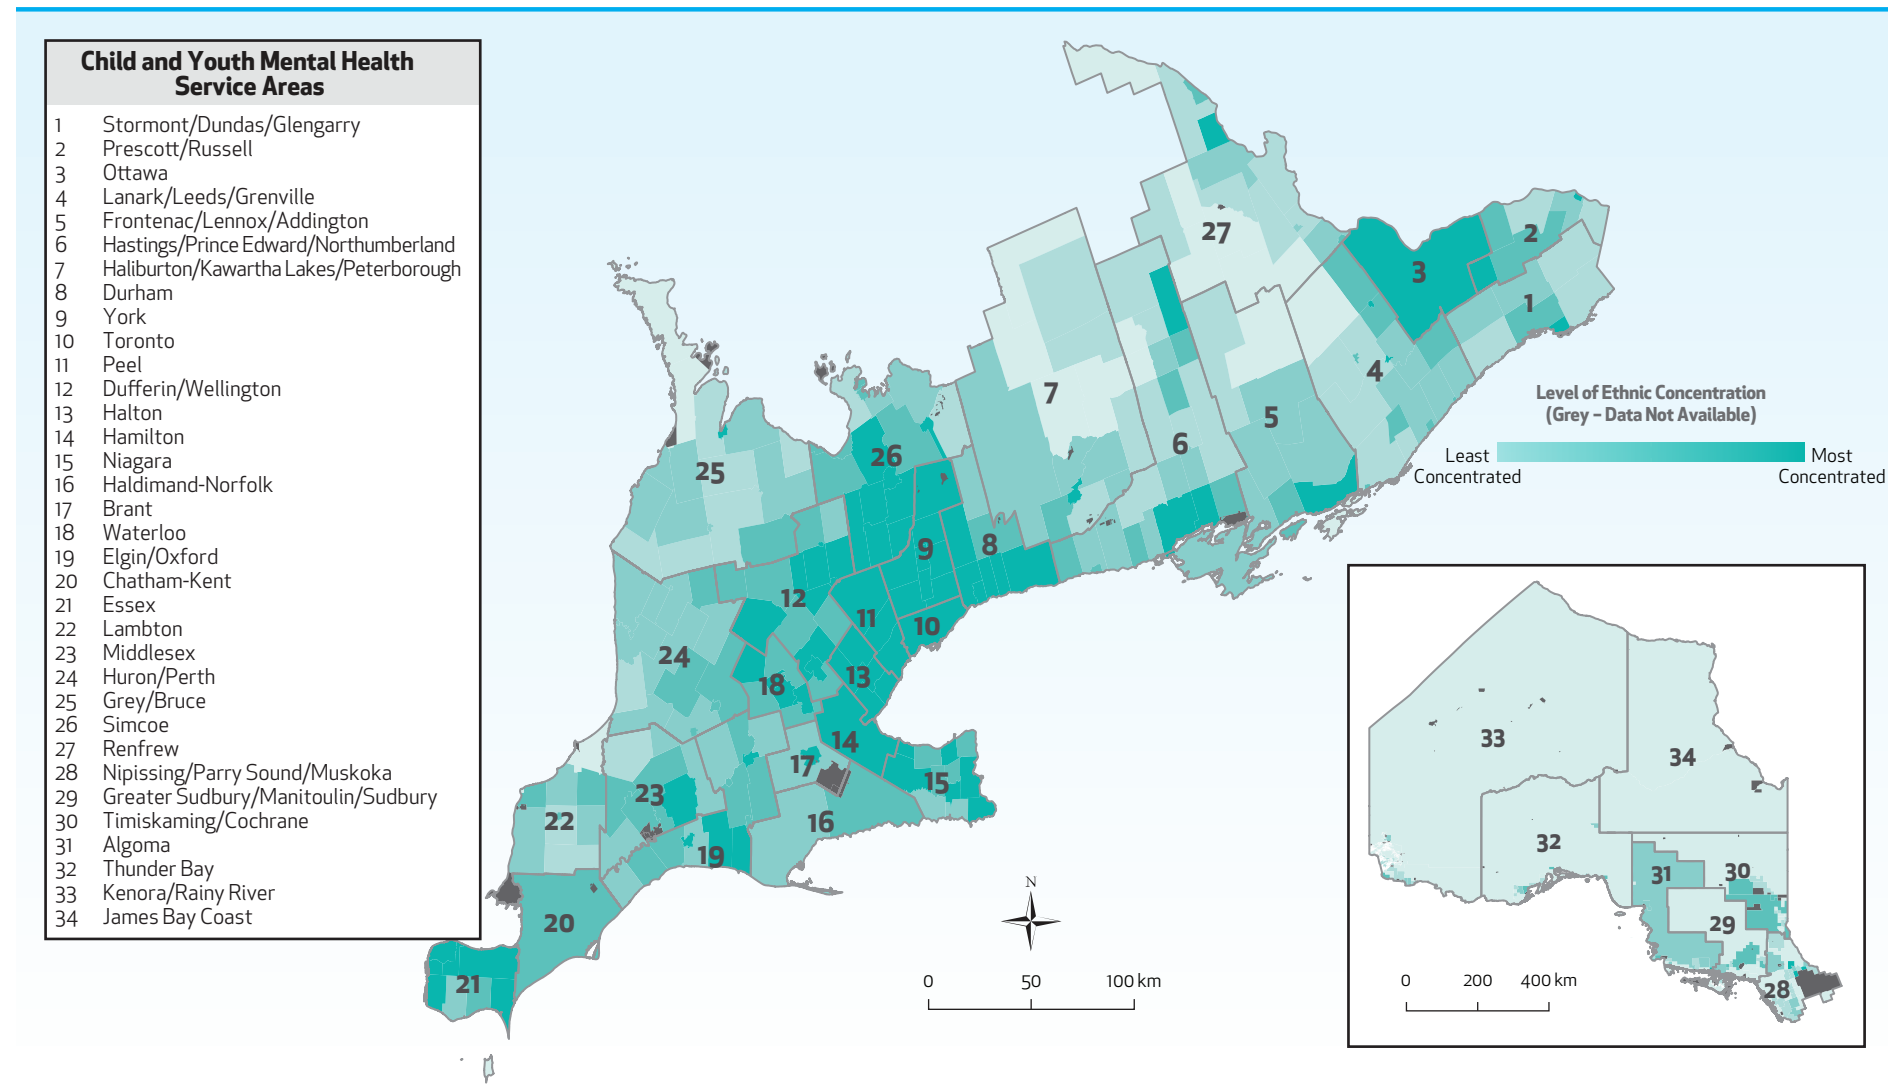 Child and Youth Mental Health
Service Areas
1 Stormont/Dundas/Glengarry
2 Prescott/Russell
3 Ottawa
4 Lanark/Leeds/Grenville
5 Frontenac/Lennox/Addington
6 Hastings/Prince Edward/Northumberland
7 Haliburton/Kawartha Lakes/Peterborough
8 Durham
9 York
10 Toronto
11 Peel
12 Dufferin/Wellington
13 Halton
14 Hamilton
15 Niagara
16 Haldimand-Norfolk
17 Brant
18 Waterloo
19 Elgin/Oxford
20 Chatham-Kent
21 Essex
22 Lambton
23 Middlesex
24 Huron/Perth
25 Grey/Bruce
26 Simcoe
27 Renfrew
28 Nipissing/Parry Sound/Muskoka
29 Greater Sudbury/Manitoulin/Sudbury
30 Timiskaming/Cochrane
31 Algoma
32 Thunder Bay
33 Kenora/Rainy River
34 James Bay Coast
27
2
3
1
7
4
5
6
26
25
9
8
12
11
10
24
18
13
14
17
15
23
22
16
19
20
21
Level of Ethnic Concentration
(Grey – Data Not Available)
Least
Concentrated
Most
Concentrated
N
0 50 100 km
33
34
32
31
30
29
28
0 200 400 km